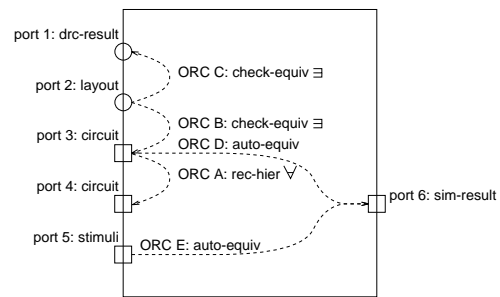 port 1: drc-result
ORC C: check-equiv ∃
port 2: layout
ORC B: check-equiv ∃
port 3: circuit
ORC D: auto-equiv
ORC A: rec-hier ∀
port 4: circuit
port 6: sim-result
port 5: stimuli
ORC E: auto-equiv